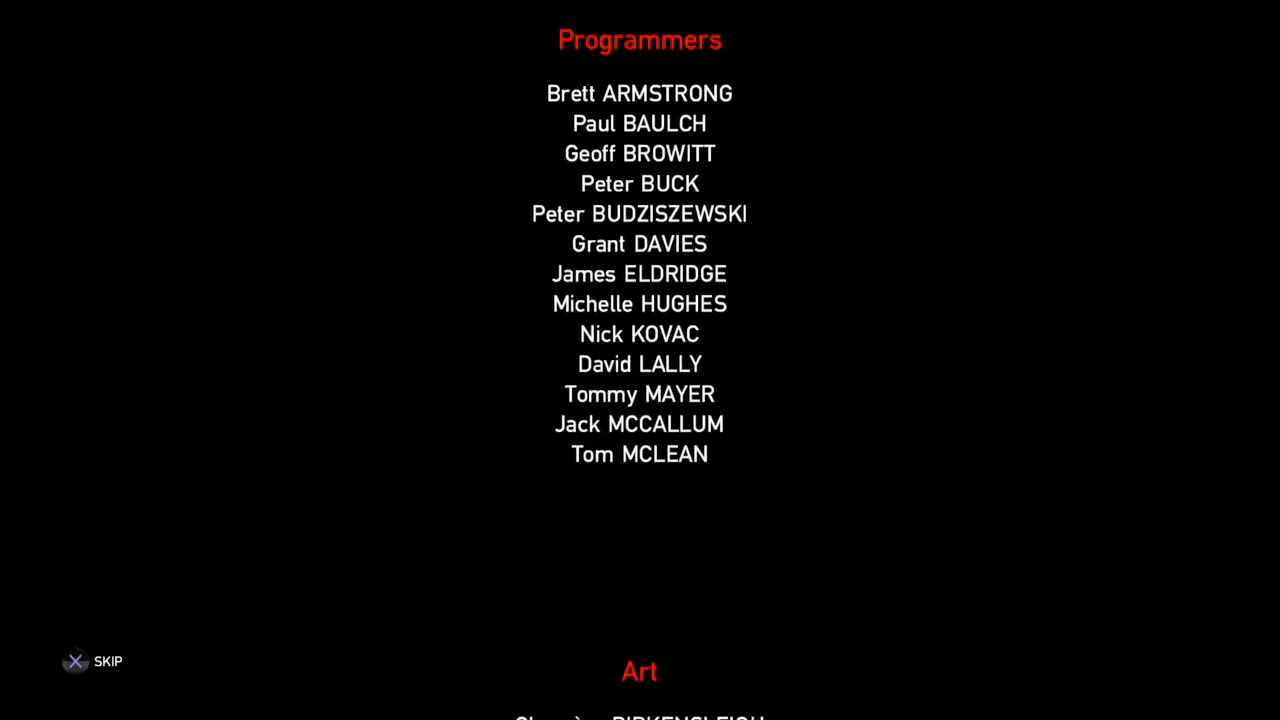 Programmers
Brett ARMSTRONG
Paul BAULCH
Geoff BROWITT
Peter BUCK
Peter BUDZISZEWSKI
Grant DAVIES
James ELDRIDGE
Michelle HUGHES
Nick KOVAC
David LALLY
Tommy MAYER
Jack MCCALLUM
Tom MCLEAN
SKIP
Art